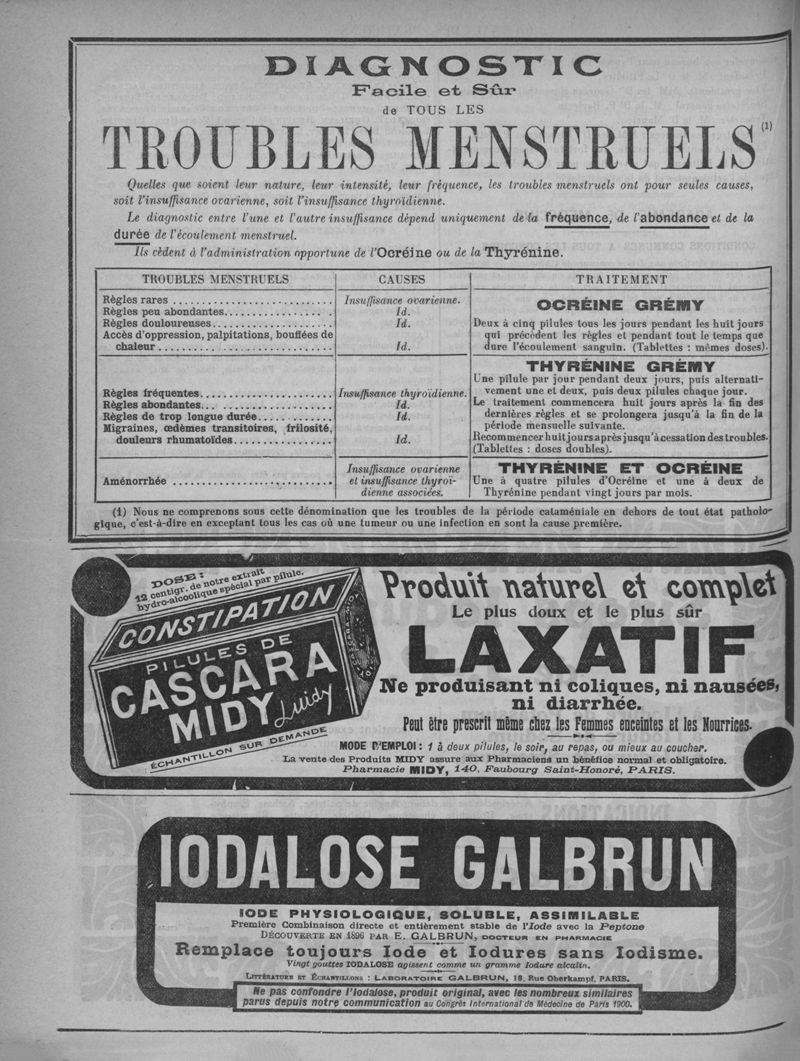 DIAGNOSTIC
Facile et Sûr
de TOUS LES
TROUBLES MENSTRUELS (1)
Quelles que soient leur nature, leur intensité, leur fréquence, les troubles menstruels ont pour seules causes,
soit l'insuffisance ovarienne, soit l'insuffisance thyroïdienne.
Le diagnostic entre l'une et l'autre insuffisance dépend uniquement de la fréquence, de l'abondance et de la
durée de l'écoulement menstruel.
Ils cèdent à l'administration opportune de l'Ocréine ou de la Thyrénine.
TROUBLES MENSTRUELS
CAUSES
TRAITEMENT
Règles rares
Insuffisance ovarienne.
Règles peu abondantes
Id.
Règles douloureuses
Id.
Accès d'oppression, palpitations, bouffées de
chaleur
Id.
OCRÉINE GRÉMY
Deux à cinq pilules tous les jours pendant les huit jours
qui précèdent les règles et pendant tout le temps que
dure l'écoulement sanguin. (Tablettes : mêmes doses).
Règles fréquentes
Insuffisance thyroïdienne.
Règles abondantes
Id.
Règles de trop longue durée
Id.
Migraines, œdèmes transitoires, frilosité,
douleurs rhumatoïdes
Id.
THYRÉNINE GRÉMY
Une pilule par jour pendant deux jours, puis alternati-
vement une et deux, puis deux pilules chaque jour.
Le traitement commencera huit jours après la fin des
dernières règles et se prolongera jusqu'à la fin de la
période mensuelle suivante.
Recommencer huit jours après jusqu'à cessation des troubles.
(Tablettes : doses doubles).
Aménorrhée
Insuffisance ovarienne
et insuffisance thyroï-
dienne associées.
THYRÉNINE ET OCRÉINE
Une à quatre pilules d'Ocréine et une à deux de
Thyrénine pendant vingt jours par mois.
(1) Nous ne comprenons sous cette dénomination que les troubles de la période cataméniale en dehors de tout état patholo-
gique, c'est-à-dire en exceptant tous les cas où une tumeur ou une infection en sont la cause première.
DOSE :
12 centigr. de notre extrait
hydro-alcoolique spécial par pilule.
CONSTIPATION
PILULES DE
CASCARA
MIDY
Midy
ÉCHANTILLON SUR DEMANDE
Produit naturel et complet
Le plus doux et le plus sûr
LAXATIF
Ne produisant ni coliques, ni nausées,
ni diarrhée.
Peut être prescrit même chez les Femmes enceintes et les Nourrices.
MODE D'EMPLOI : 1 à deux pilules, le soir, au repas, ou mieux au coucher.
La vente des Produits MIDY assure aux Pharmaciens un bénéfice normal et obligatoire.
Pharmacie MIDY, 140, Faubourg Saint-Honoré, PARIS.
IODALOSE GALBRUN
IODE PHYSIOLOGIQUE, SOLUBLE, ASSIMILABLE
Première Combinaison directe et entièrement stable de l'Iode avec la Peptone
DÉCOUVERTE EN 1896 PAR E. GALBRUN, DOCTEUR EN PHARMACIE
Remplace toujours Iode et Iodures sans Iodisme.
Vingt gouttes IODALOSE agissent comme un gramme Iodure alcalin.
LITTÉRATURE ET ÉCHANTILLONS : LABORATOIRE GALBRUN, 18, Rue Oberkampf, PARIS.
Ne pas confondre l'Iodalose, produit original, avec les nombreux similaires
parus depuis notre communication au Congrès International de Médecine de Paris 1900.